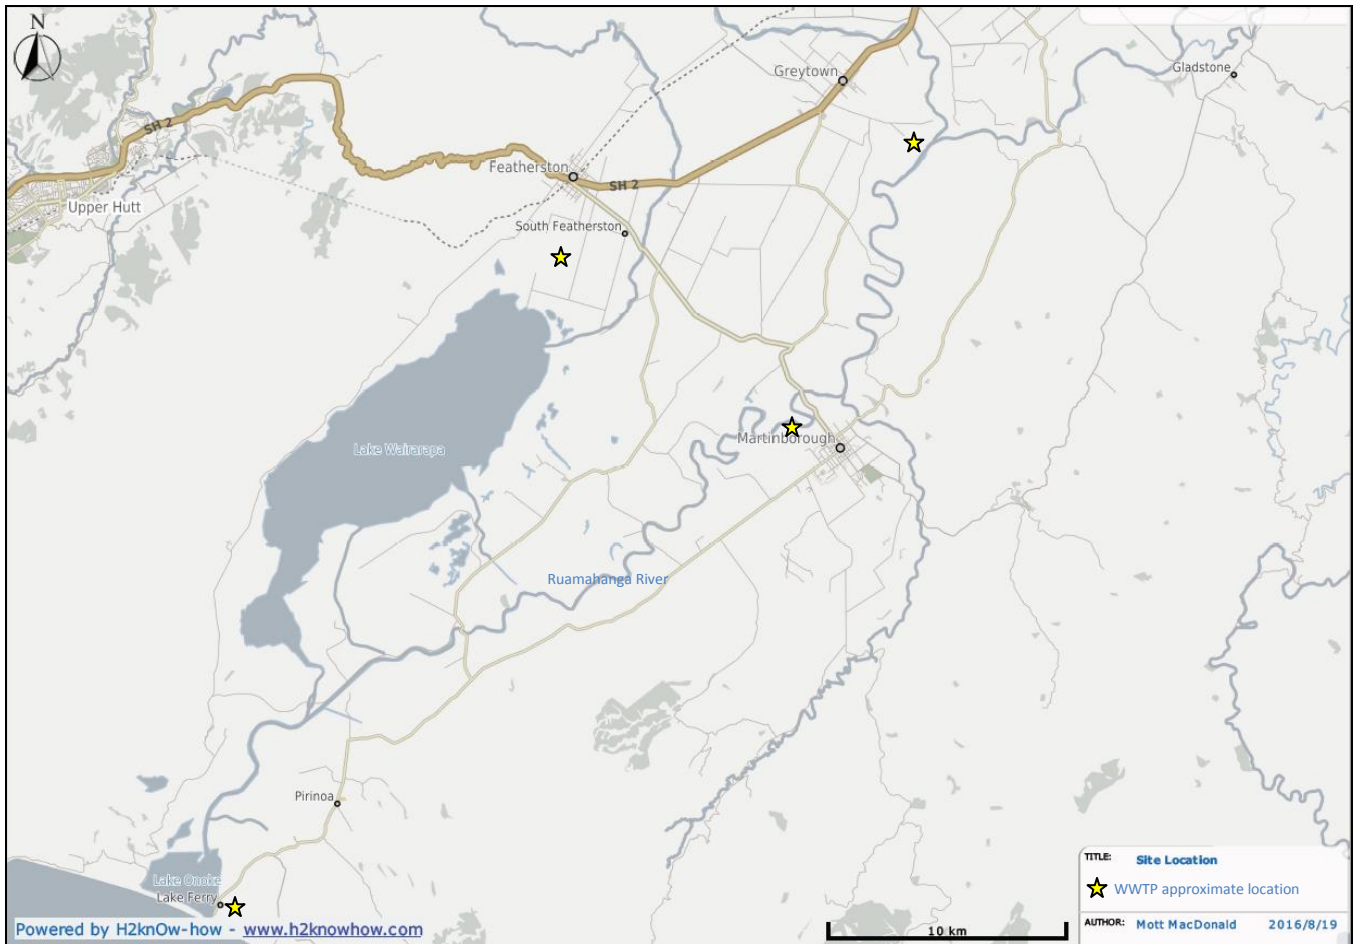 N
Greytown
Gladstone
SH 2
Featherston
SH 2
Upper Hutt
South Featherston
Lake Wairarapa
Martinborough
Ruamahanga River
Pirinoa
Lake Onoke
Lake Ferry
TITLE: Site Location
WWTP approximate location
AUTHOR: Mott MacDonald 2016/8/19
Powered by H2knOw-how - www.h2knowhow.com
10 km